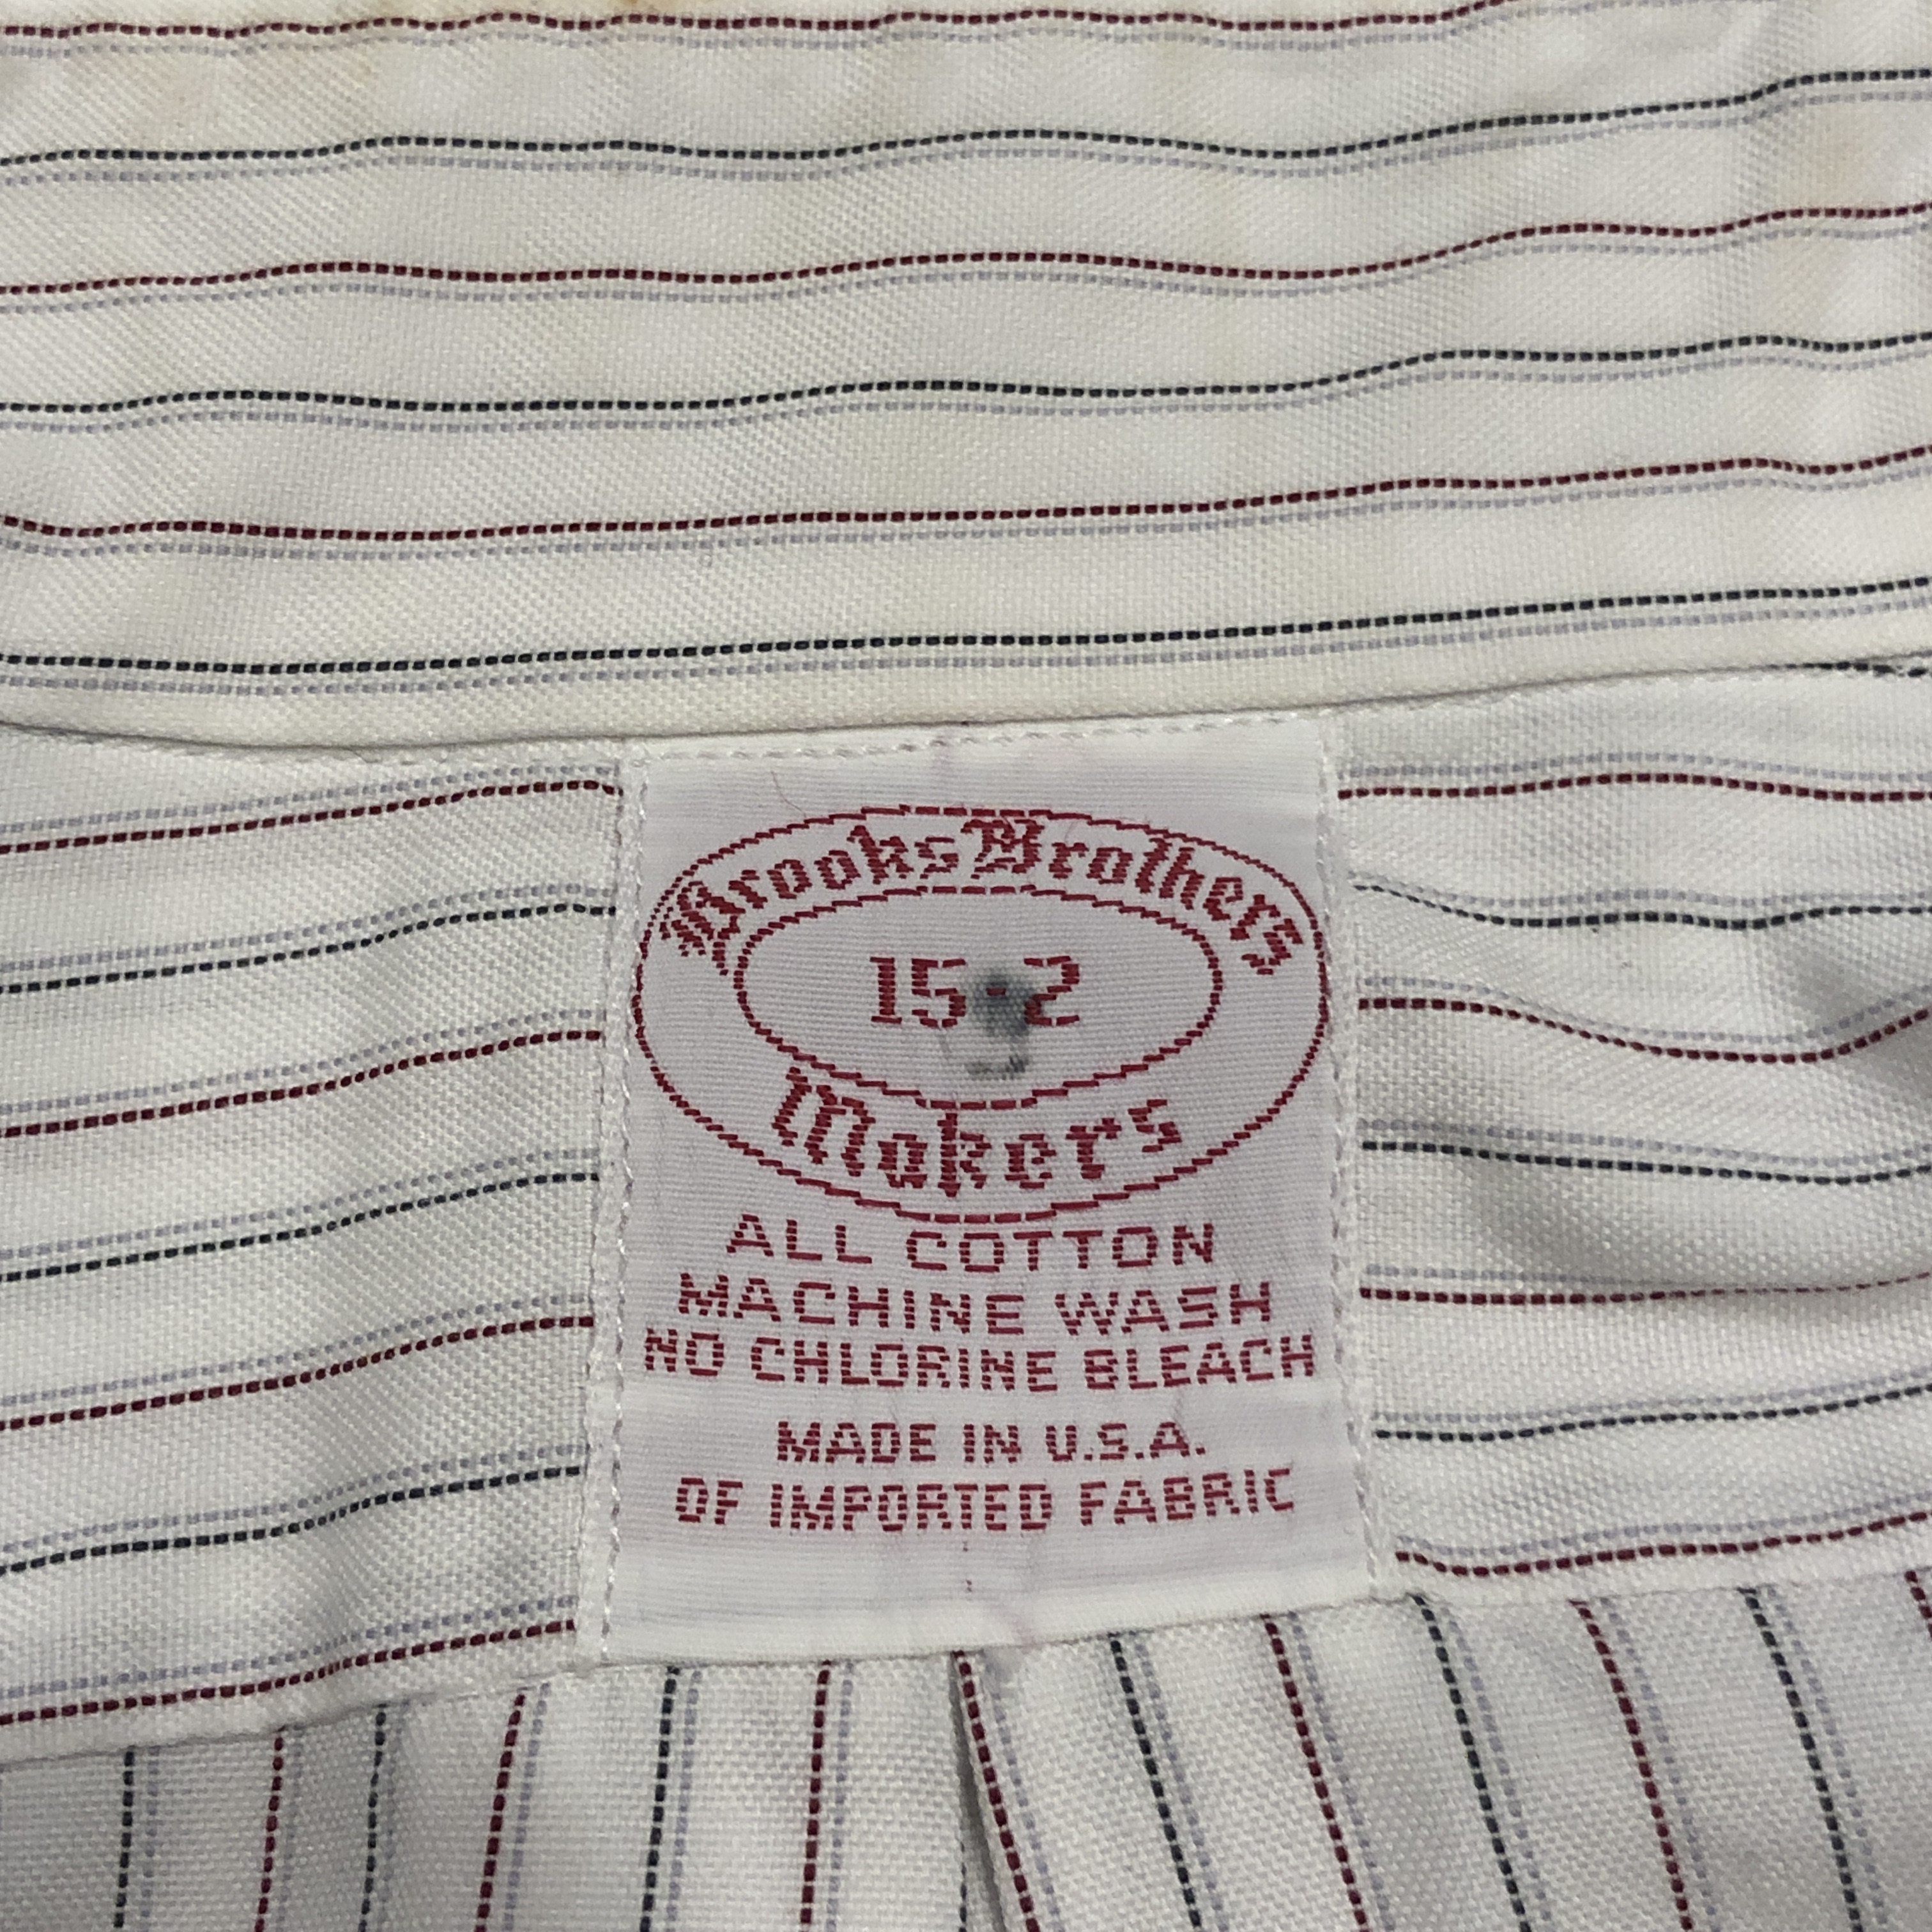 Brooks Brothers
15-2
Makers
ALL COTTON
MACHINE WASH
NO CHLORINE BLEACH
MADE IN U.S.A.
OF IMPORTED FABRIC